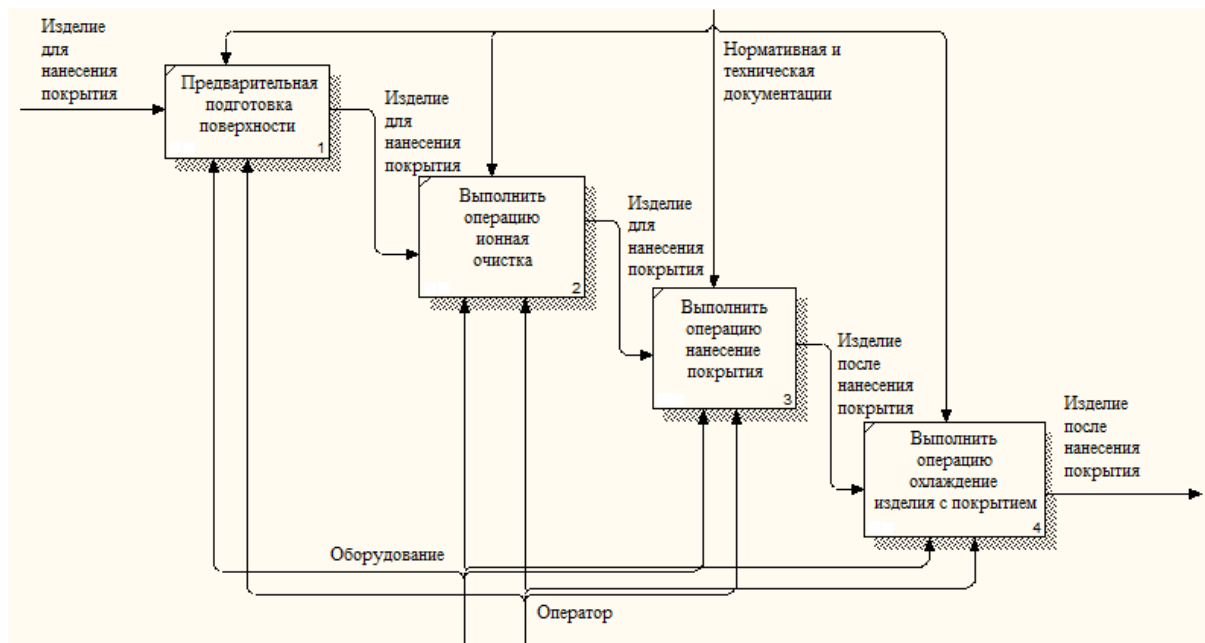 Изделие
для
нанесения
покрытия
Предварительная
подготовка
поверхности
1
Изделие
для
нанесения
покрытия
Нормативная и
техническая
документации
Выполнить
операцию
ионная
очистка
2
Изделие
для
нанесения
покрытия
Выполнить
операцию
нанесение
покрытия
3
Изделие
после
нанесения
покрытия
Выполнить
операцию
охлаждение
изделия с покрытием
4
Изделие
после
нанесения
покрытия
Оборудование
Оператор